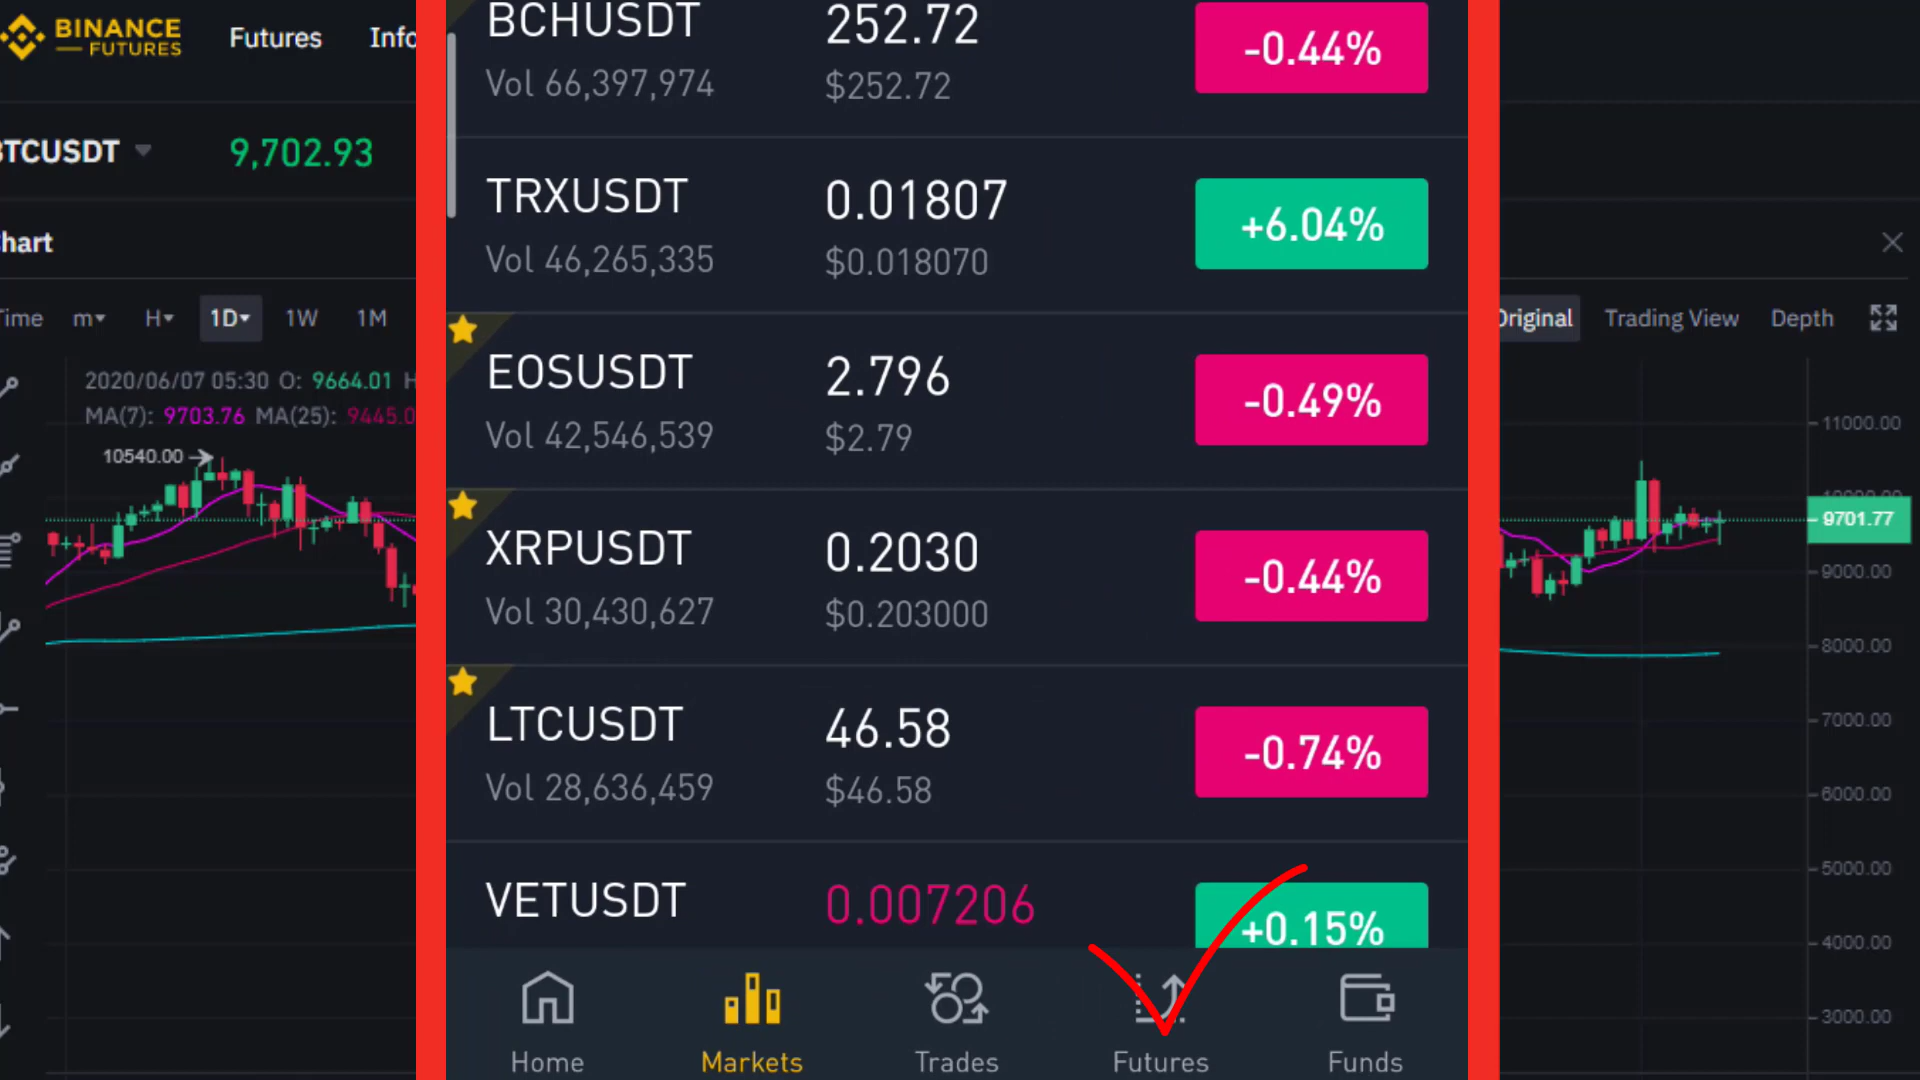 BINANCE
FUTURES
Futures
BTCUSDT
9,702.93
m
H
1D
1W
1M
2020/06/07 05:30 O: 9664.01 H
MA(7): 9703.76 MA(25): 9445.0
10540.00
BCHUSDT
252.72
-0.44%
Vol 66,397,974
$252.72
TRXUSDT
0.01807
+6.04%
Vol 46,265,335
$0.018070
EOSUSDT
2.796
-0.49%
Vol 42,546,539
$2.79
XRPUSDT
0.2030
-0.44%
Vol 30,430,627
$0.203000
LTCUSDT
46.58
-0.74%
Vol 28,636,459
$46.58
VETUSDT
0.007206
+0.15%
Home
Markets
Trades
Futures
Funds
Original
Trading View
Depth
11000.00
9701.77
9000.00
8000.00
7000.00
6000.00
5000.00
4000.00
3000.00